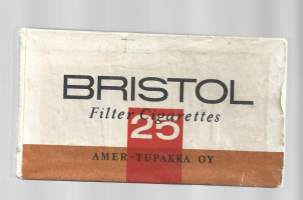 BRISTOL
Filter Cigarettes
25
AMER-TUPAKKA OY